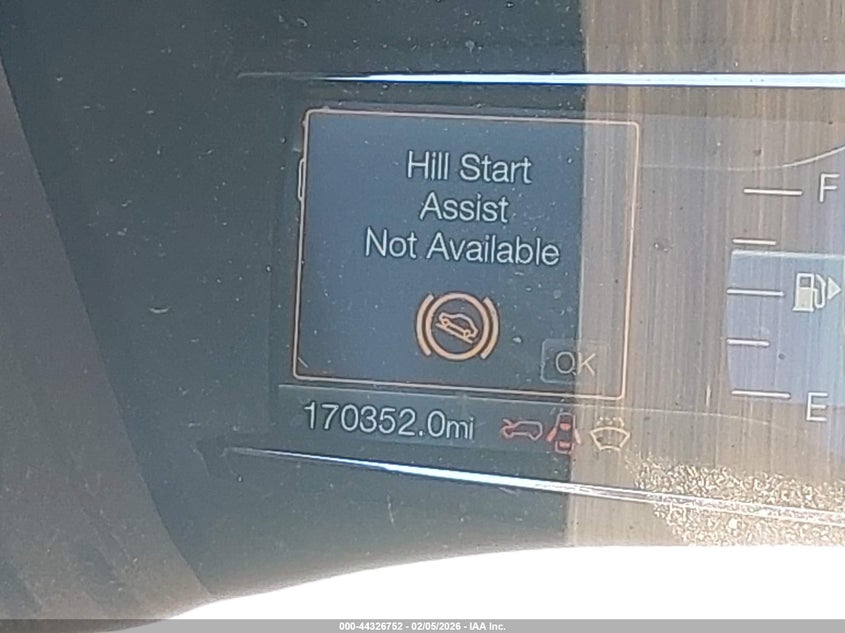 Hill Start
Assist
Not Available
OK
170352.0mi
F
E
000-44326752 - 02/05/2026 - IAA Inc.